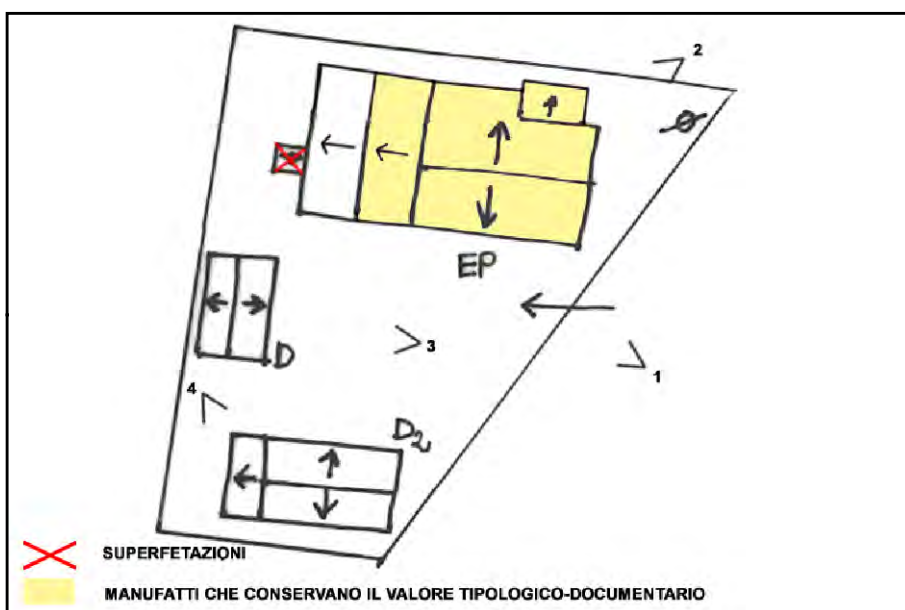 2
EP
3
1
D
4
D2
SUPERFETAZIONI
MANUFATTI CHE CONSERVANO IL VALORE TIPOLOGICO-DOCUMENTARIO